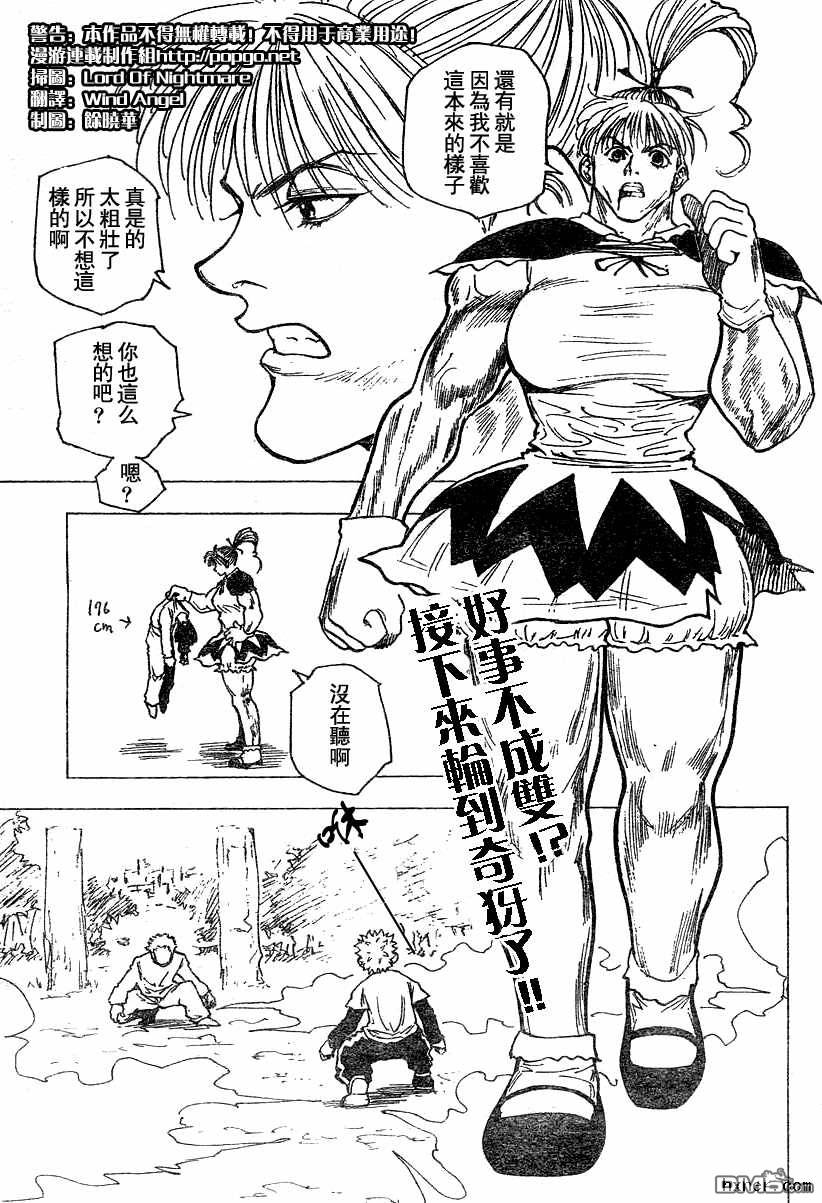 警告：本作品不得無權轉載！不得用于商業用途！
漫游連載制作組http://popgo.net
掃圖：Lord Of Nightmare
翻譯：Wind Angel
制圖：餘曉華
還有就是
因為我不喜歡
這本來的樣子
真是的
太粗壯了
所以不想這
樣的啊
你也這么
想的吧？
嗯？
196
cm
沒在聽啊
好事不成雙!?
接下來輪到奇犽了!!
咻